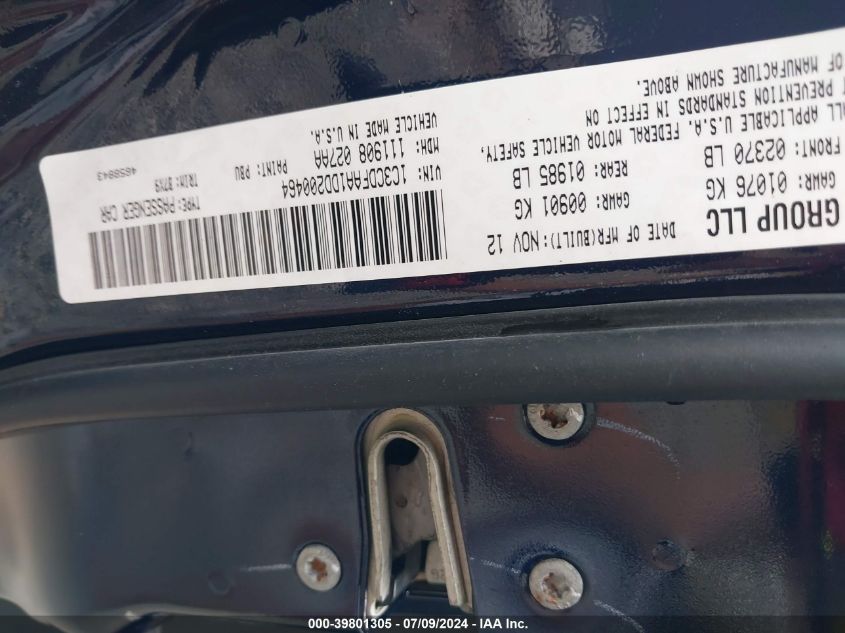 GROUP LLC
DATE OF MFR(BUILT): NOV 12
GAWR: 01076 KG GAWR: 00901 KG
FRONT: 02370 LB REAR: 01985 LB
ALL APPLICABLE U.S.A. FEDERAL MOTOR VEHICLE SAFETY,
PREVENTION STANDARDS IN EFFECT ON
OF MANUFACTURE SHOWN ABOVE.
TYPE: PASSENGER CAR
VIN: 1C3CDFAA1DD200464
PAINT: PBU TRIM: BTX9
MDH: 111908 027AA
VEHICLE MADE IN U.S.A.
4658843
000-39801305 / 07/09/2024 - IAA Inc.